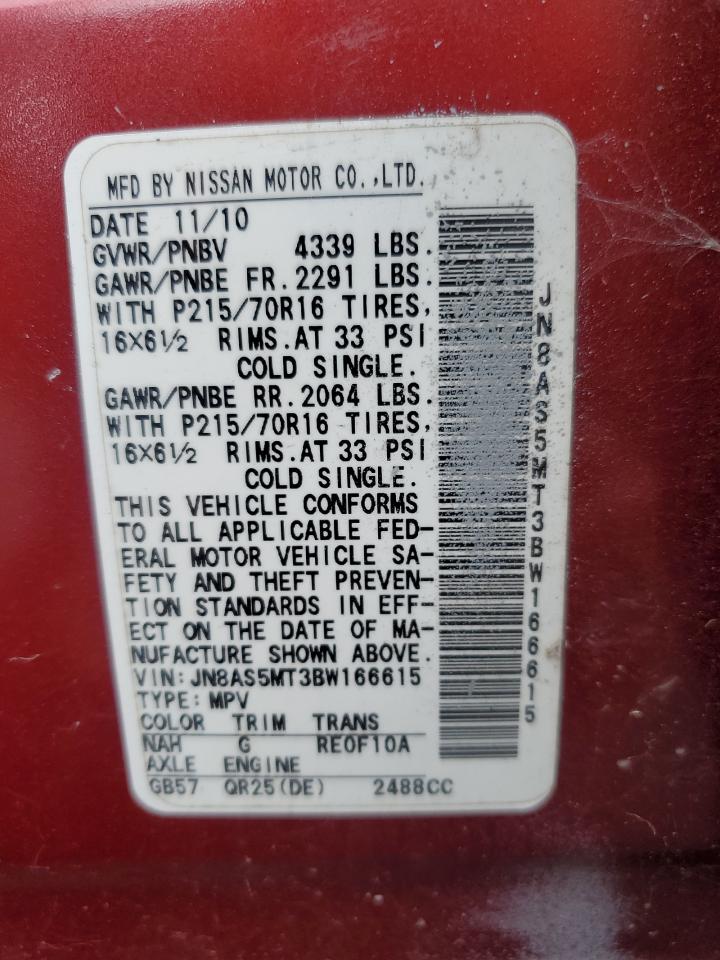 MFD BY NISSAN MOTOR CO.,LTD.
DATE 11/10
GVWR/PNBV 4339 LBS.
GAWR/PNBE FR.2291 LBS.
WITH P215/70R16 TIRES,
16×6½ RIMS.AT 33 PSI
COLD SINGLE.
GAWR/PNBE RR.2064 LBS.
WITH P215/70R16 TIRES,
16×6½ RIMS.AT 33 PSI
COLD SINGLE.
THIS VEHICLE CONFORMS
TO ALL APPLICABLE FED-
ERAL MOTOR VEHICLE SA-
FETY AND THEFT PREVEN-
TION STANDARDS IN EFF-
ECT ON THE DATE OF MA-
NUFACTURE SHOWN ABOVE.
VIN:JN8AS5MT3BW166615
TYPE:MPV
COLOR TRIM TRANS
NAH G RE0F10A
AXLE ENGINE
GB57 QR25(DE) 2488CC
JN8AS5MT3BW166615